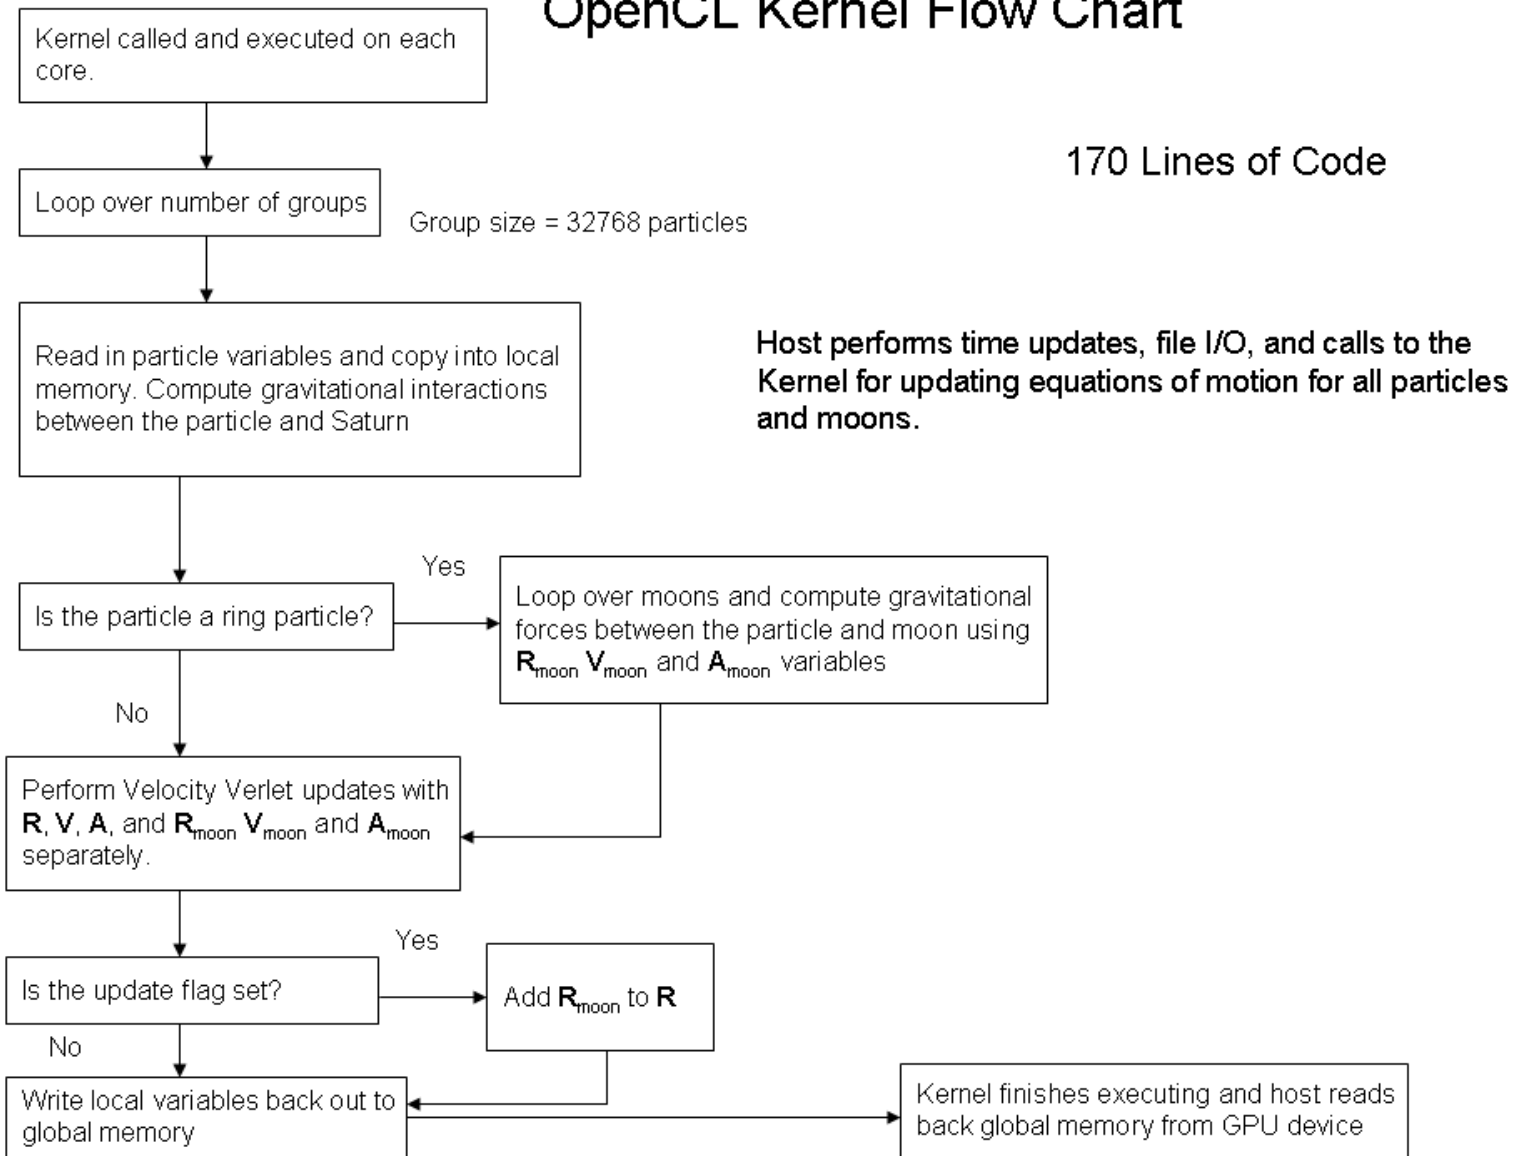 OpenCL Kernel Flow Chart
Kernel called and executed on each
core.
170 Lines of Code
Loop over number of groups
Group size = 32768 particles
Read in particle variables and copy into local
memory. Compute gravitational interactions
between the particle and Saturn
Host performs time updates, file I/O, and calls to the
Kernel for updating equations of motion for all particles
and moons.
Is the particle a ring particle?
Yes
Loop over moons and compute gravitational
forces between the particle and moon using
Rmoon Vmoon and Amoon variables
No
Perform Velocity Verlet updates with
R, V, A, and Rmoon Vmoon and Amoon
separately.
Is the update flag set?
Yes
Add Rmoon to R
No
Write local variables back out to
global memory
Kernel finishes executing and host reads
back global memory from GPU device